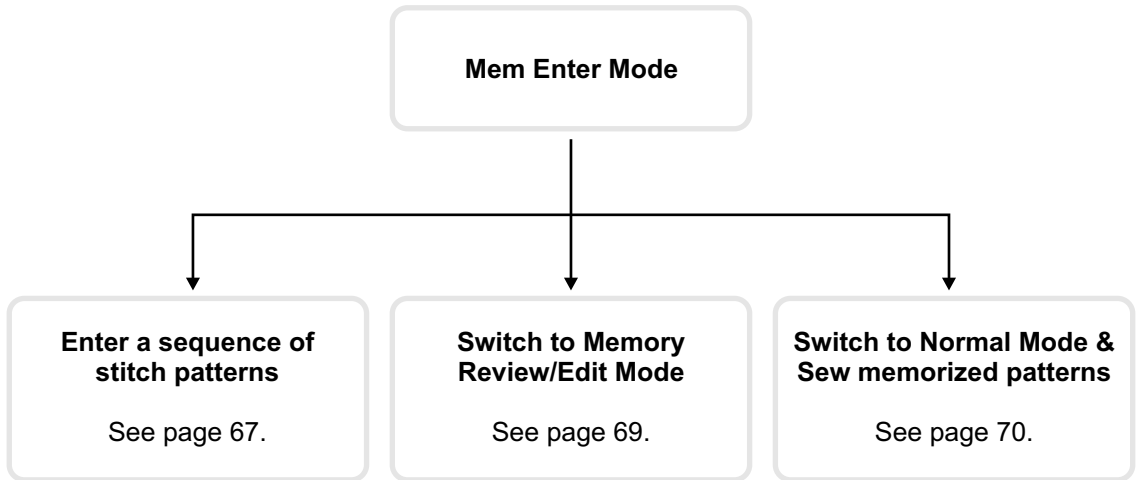 Mem Enter Mode
Enter a sequence of
stitch patterns
See page 67.
Switch to Memory
Review/Edit Mode
See page 69.
Switch to Normal Mode &
Sew memorized patterns
See page 70.